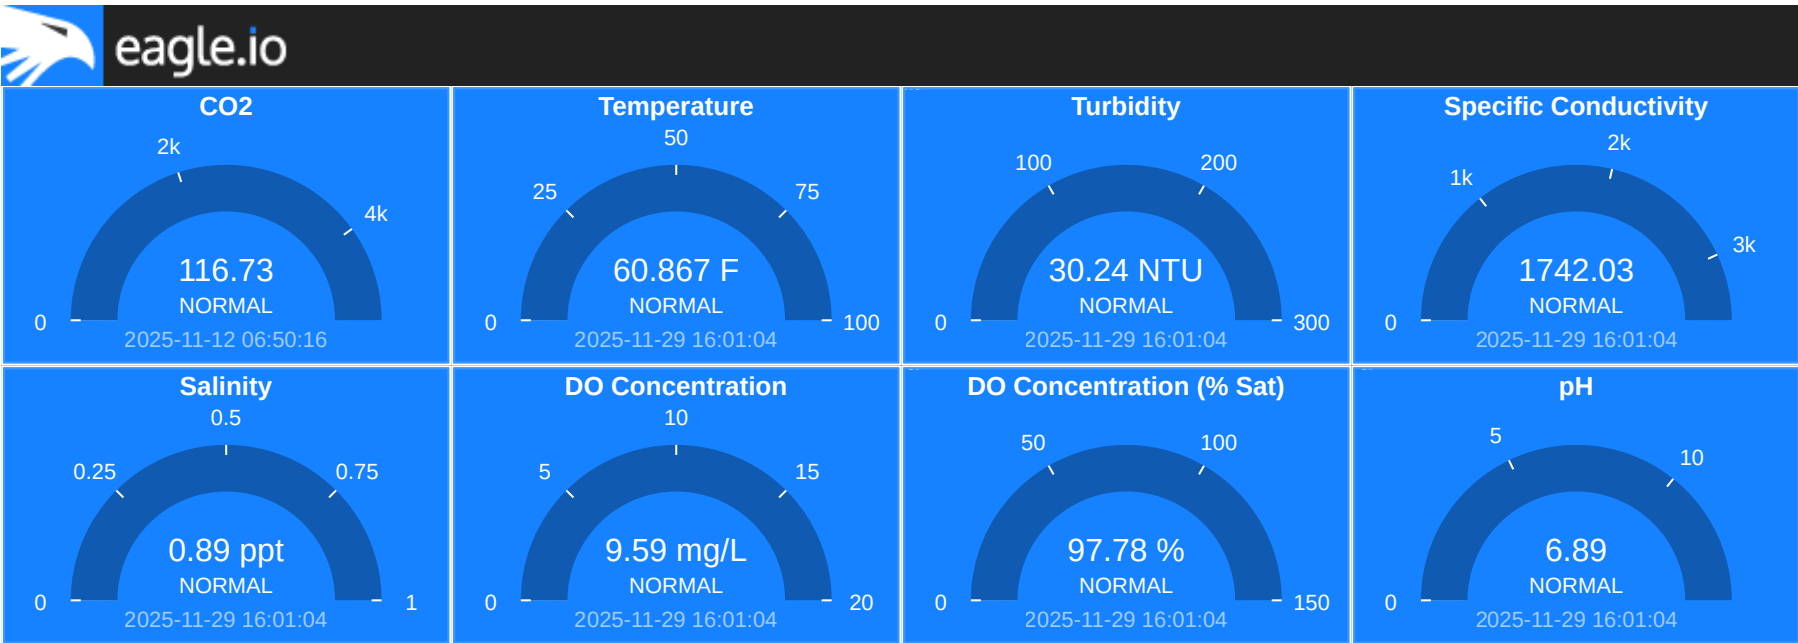 eagle.io
CO2
2k
4k
0
116.73
NORMAL
2025-11-12 06:50:16
Temperature
50
25
75
0
100
60.867 F
NORMAL
2025-11-29 16:01:04
Turbidity
100
200
0
300
30.24 NTU
NORMAL
2025-11-29 16:01:04
Specific Conductivity
2k
1k
3k
0
1742.03
NORMAL
2025-11-29 16:01:04
Salinity
0.5
0.25
0.75
0
1
0.89 ppt
NORMAL
2025-11-29 16:01:04
DO Concentration
10
5
15
0
20
9.59 mg/L
NORMAL
2025-11-29 16:01:04
DO Concentration (% Sat)
50
100
0
150
97.78 %
NORMAL
2025-11-29 16:01:04
pH
5
10
0
6.89
NORMAL
2025-11-29 16:01:04